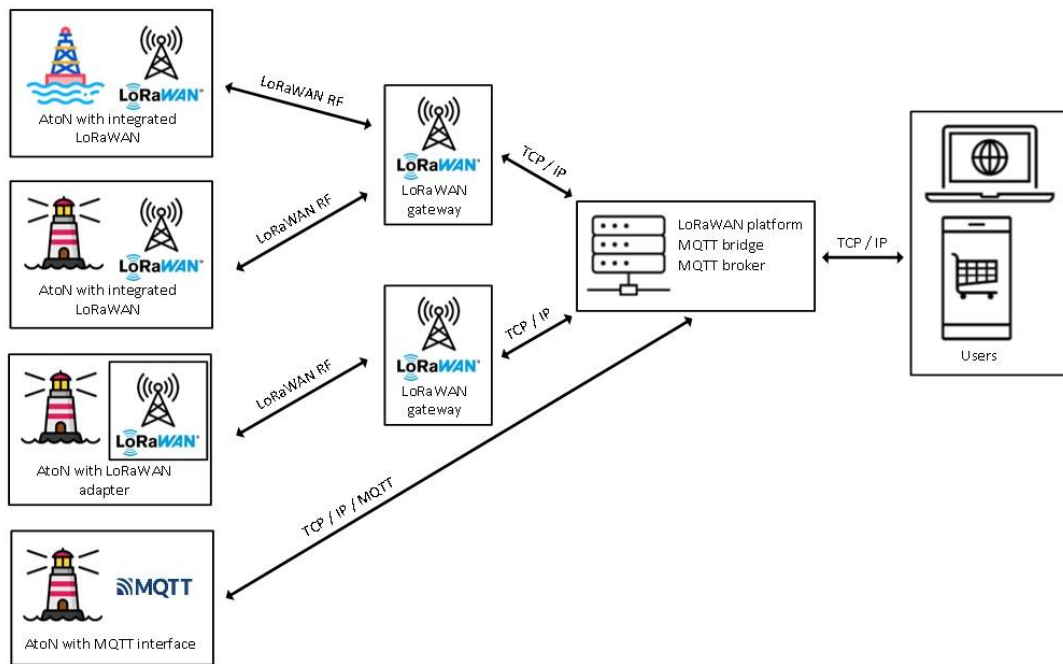 LoRaWAN®
AtoN with integrated
LoRaWAN
LoRaWAN RF
LoRaWAN®
AtoN with integrated
LoRaWAN
LoRaWAN RF
LoRaWAN®
AtoN with LoRaWAN
adapter
LoRaWAN RF
MQTT
AtoN with MQTT interface
TCP / IP / MQTT
LoRaWAN®
LoRaWAN
gateway
TCP / IP
LoRaWAN®
LoRaWAN
gateway
TCP / IP
LoRaWAN platform
MQTT bridge
MQTT broker
TCP / IP
Users